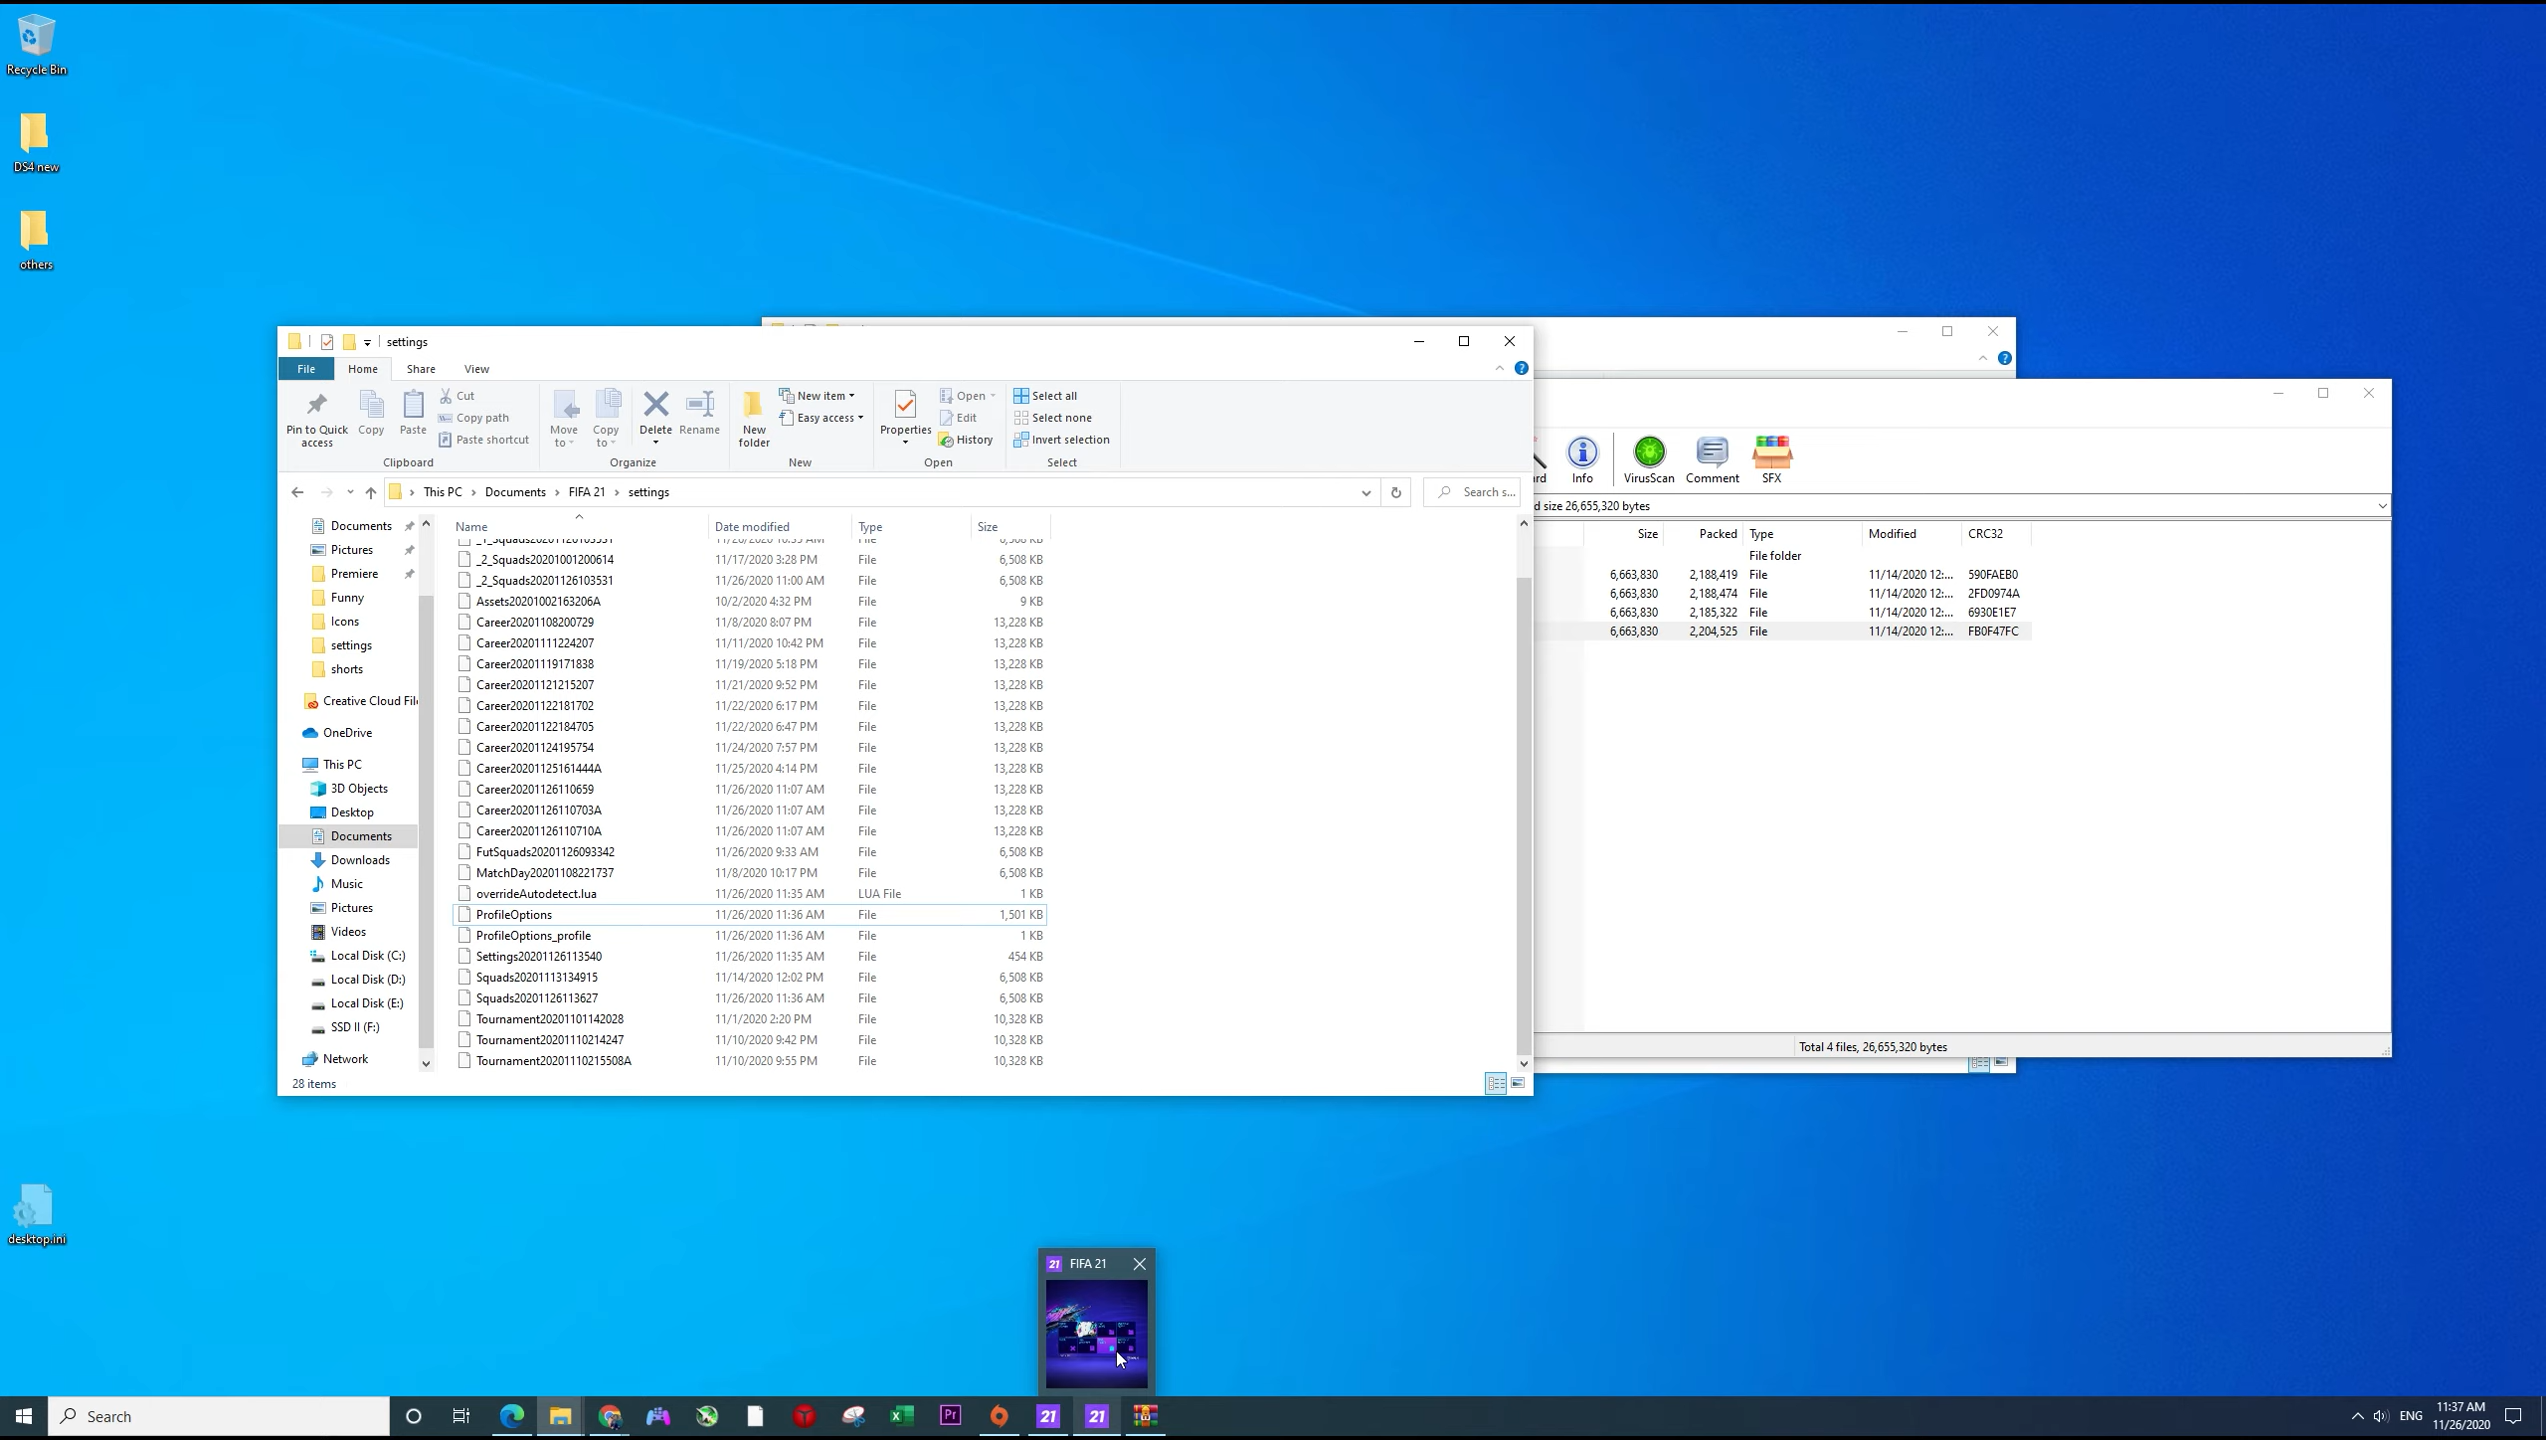 Recycle Bin
DS4 new
others
desktop.ini
settings
File
Home
Share
View
Pin to Quick access
Copy
Paste
Cut
Copy path
Paste shortcut
Clipboard
Move to
Copy to
Delete
Rename
Organize
New folder
New item
Easy access
New
Properties
Open
Edit
History
Open
Select all
Select none
Invert selection
Select
This PC > Documents > FIFA 21 > settings
Search s...
Documents
Pictures
Premiere
Funny
Icons
settings
shorts
Creative Cloud File
OneDrive
This PC
3D Objects
Desktop
Documents
Downloads
Music
Pictures
Videos
Local Disk (C:)
Local Disk (D:)
Local Disk (E:)
SSD II (F:)
Network
Name Date modified Type Size
_2_Squads20201001200614 11/17/2020 3:28 PM File 6,508 KB
_2_Squads20201126103531 11/26/2020 11:00 AM File 6,508 KB
Assets20201002163206A 10/2/2020 4:32 PM File 9 KB
Career20201108200729 11/8/2020 8:07 PM File 13,228 KB
Career20201111224207 11/11/2020 10:42 PM File 13,228 KB
Career20201119171838 11/19/2020 5:18 PM File 13,228 KB
Career20201121215207 11/21/2020 9:52 PM File 13,228 KB
Career20201122181702 11/22/2020 6:17 PM File 13,228 KB
Career20201122184705 11/22/2020 6:47 PM File 13,228 KB
Career20201124195754 11/24/2020 7:57 PM File 13,228 KB
Career20201125161444A 11/25/2020 4:14 PM File 13,228 KB
Career20201126110659 11/26/2020 11:07 AM File 13,228 KB
Career20201126110703A 11/26/2020 11:07 AM File 13,228 KB
Career20201126110710A 11/26/2020 11:07 AM File 13,228 KB
FutSquads20201126093342 11/26/2020 9:33 AM File 6,508 KB
MatchDay20201108221737 11/8/2020 10:17 PM File 6,508 KB
overrideAutodetect.lua 11/26/2020 11:35 AM LUA File 1 KB
ProfileOptions 11/26/2020 11:36 AM File 1,501 KB
ProfileOptions_profile 11/26/2020 11:36 AM File 1 KB
Settings20201126113540 11/26/2020 11:35 AM File 454 KB
Squads20201113134915 11/14/2020 12:02 PM File 6,508 KB
Squads20201126113627 11/26/2020 11:36 AM File 6,508 KB
Tournament20201101142028 11/1/2020 2:20 PM File 10,328 KB
Tournament20201110214247 11/10/2020 9:42 PM File 10,328 KB
Tournament20201110215508A 11/10/2020 9:55 PM File 10,328 KB
28 items
Info
VirusScan
Comment
SFX
d size 26,655,320 bytes
Size Packed Type Modified CRC32
File folder
6,663,830 2,188,419 File 11/14/2020 12:... 590FAEB0
6,663,830 2,188,474 File 11/14/2020 12:... 2FD0974A
6,663,830 2,185,322 File 11/14/2020 12:... 6930E1E7
6,663,830 2,204,525 File 11/14/2020 12:... FB0F47FC
Total 4 files, 26,655,320 bytes
21 FIFA 21
Search
Pr
21
21
ENG
11:37 AM
11/26/2020